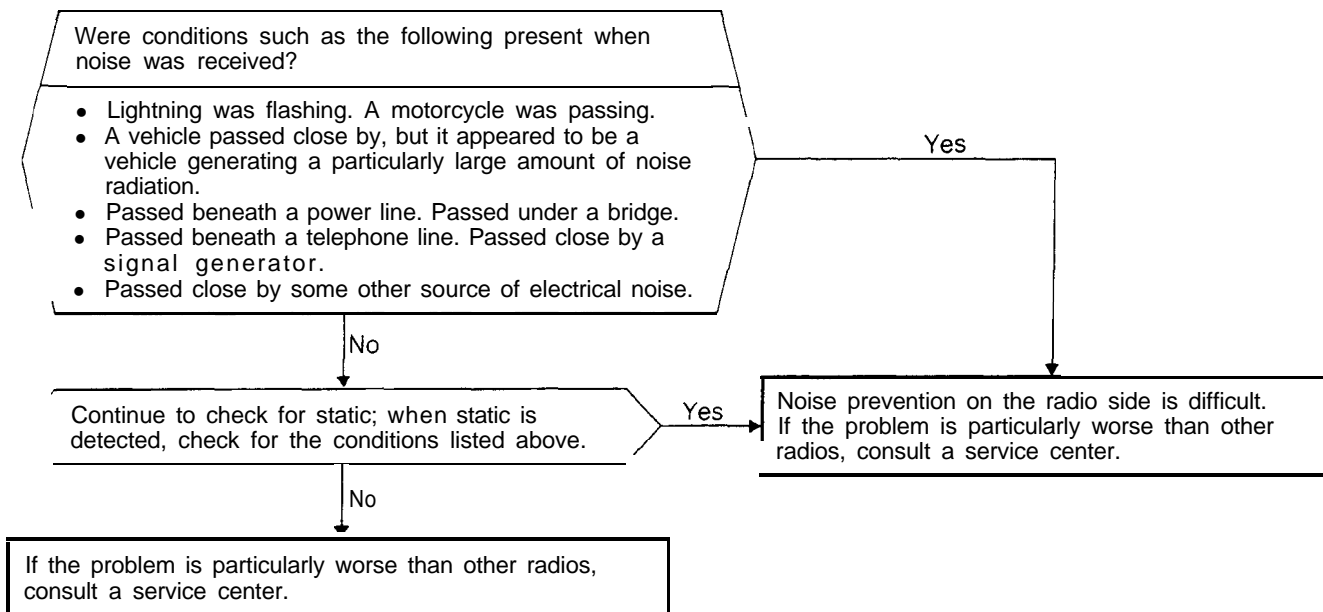 Were conditions such as the following present when
noise was received?
• Lightning was flashing. A motorcycle was passing.
• A vehicle passed close by, but it appeared to be a
vehicle generating a particularly large amount of noise
radiation.
• Passed beneath a power line. Passed under a bridge.
• Passed beneath a telephone line. Passed close by a
signal generator.
• Passed close by some other source of electrical noise.
Yes
No
Continue to check for static; when static is
detected, check for the conditions listed above.
Yes
Noise prevention on the radio side is difficult.
If the problem is particularly worse than other
radios, consult a service center.
No
If the problem is particularly worse than other radios,
consult a service center.